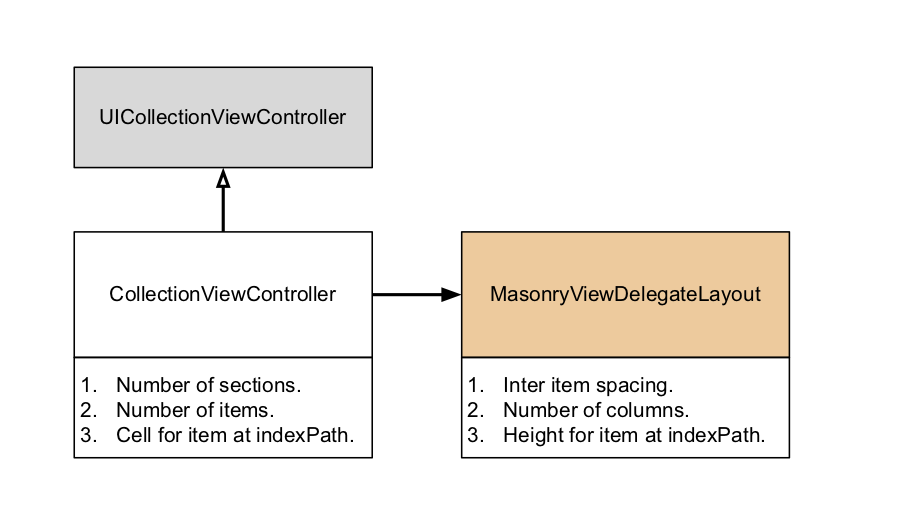 UICollectionViewController
CollectionViewController
1. Number of sections.
2. Number of items.
3. Cell for item at indexPath.
MasonryViewDelegateLayout
1. Inter item spacing.
2. Number of columns.
3. Height for item at indexPath.